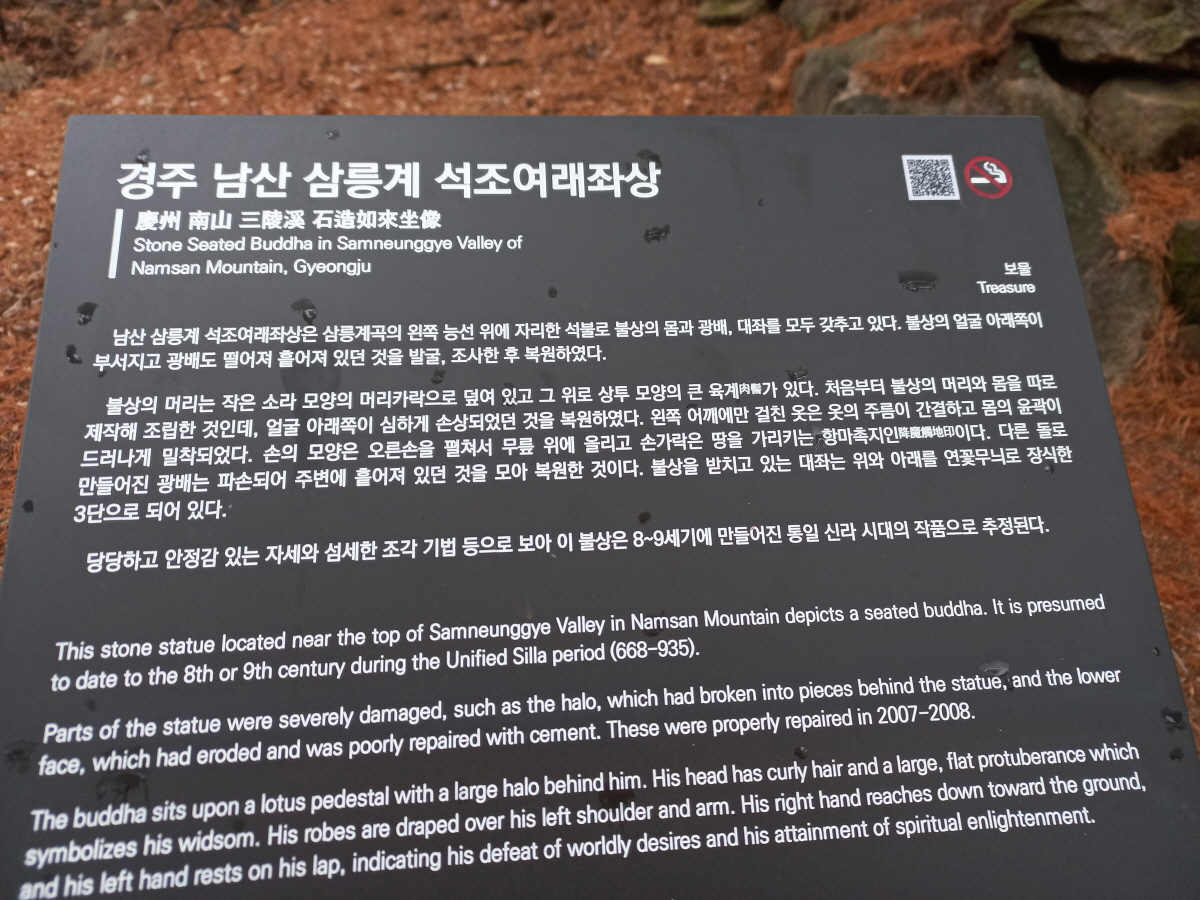 경주 남산 삼릉계 석조여래좌상
慶州 南山 三陵溪 石造如來坐像
Stone Seated Buddha in Samneunggye Valley of
Namsan Mountain, Gyeongju
보물
Treasure
남산 삼릉계 석조여래좌상은 삼릉계곡의 왼쪽 능선 위에 자리한 석불로 불상의 몸과 광배, 대좌를 모두 갖추고 있다. 불상의 얼굴 아래쪽이
부서지고 광배도 떨어져 흩어져 있던 것을 발굴, 조사한 후 복원하였다.
불상의 머리는 작은 소라 모양의 머리카락으로 덮여 있고 그 위로 상투 모양의 큰 육계肉髻가 있다. 처음부터 불상의 머리와 몸을 따로
제작해 조립한 것인데, 얼굴 아래쪽이 심하게 손상되었던 것을 복원하였다. 왼쪽 어깨에만 걸친 옷은 옷의 주름이 간결하고 몸의 윤곽이
드러나게 밀착되었다. 손의 모양은 오른손을 펼쳐서 무릎 위에 올리고 손가락은 땅을 가리키는 항마촉지인降魔觸地印이다. 다른 돌로
만들어진 광배는 파손되어 주변에 흩어져 있던 것을 모아 복원한 것이다. 불상을 받치고 있는 대좌는 위와 아래를 연꽃무늬로 장식한
3단으로 되어 있다.
당당하고 안정감 있는 자세와 섬세한 조각 기법 등으로 보아 이 불상은 8~9세기에 만들어진 통일 신라 시대의 작품으로 추정된다.
This stone statue located near the top of Samneunggye Valley in Namsan Mountain depicts a seated buddha. It is presumed
to date to the 8th or 9th century during the Unified Silla period (668-935).
Parts of the statue were severely damaged, such as the halo, which had broken into pieces behind the statue, and the lower
face, which had eroded and was poorly repaired with cement. These were properly repaired in 2007-2008.
The buddha sits upon a lotus pedestal with a large halo behind him. His head has curly hair and a large, flat protuberance which
symbolizes his widsom. His robes are draped over his left shoulder and arm. His right hand reaches down toward the ground,
and his left hand rests on his lap, indicating his defeat of worldly desires and his attainment of spiritual enlightenment.